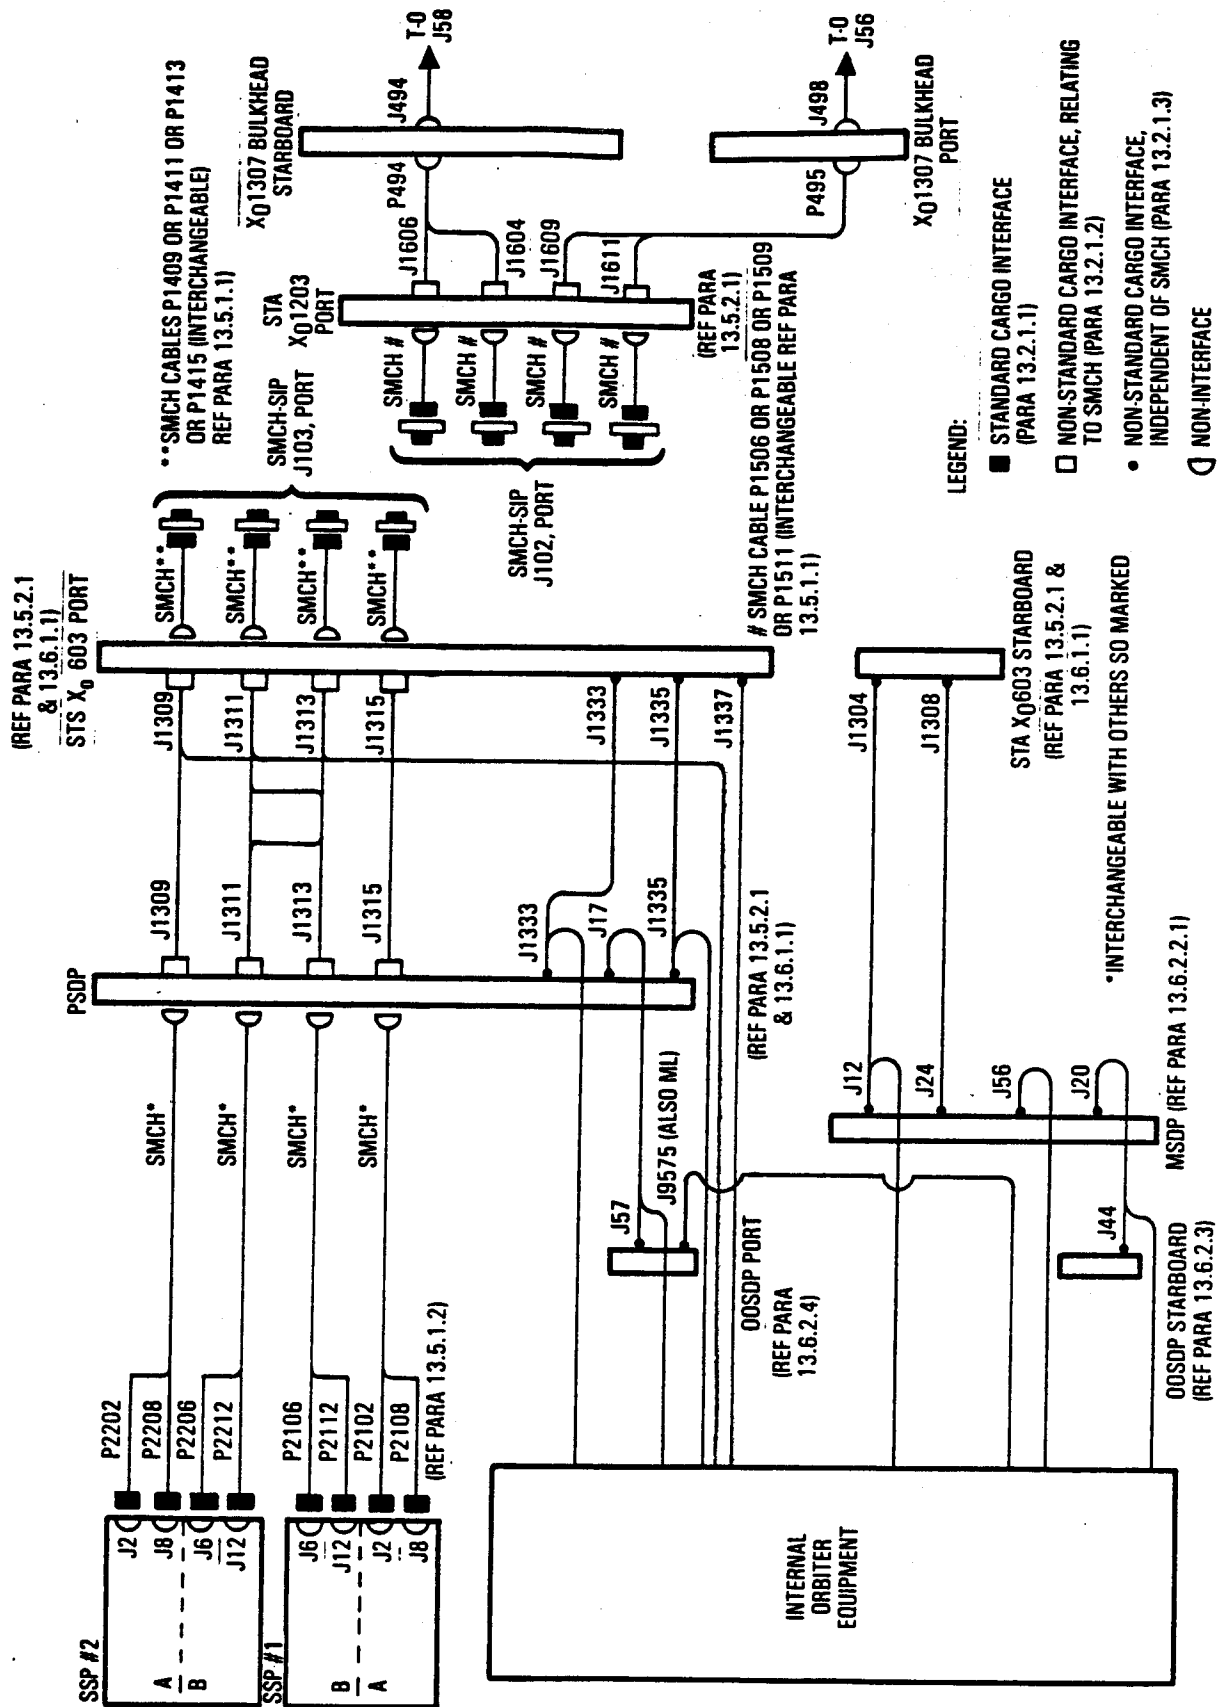 SSP #2
A
B
J2
J8
J6
J12
P2202
P2208
P2206
P2212
SSP #1
B
A
J6
J12
J2
J8
P2106
P2112
P2102
P2108
(REF PARA 13.5.1.2)
SMCH*
SMCH*
SMCH*
SMCH*
PSDP
J1309
J1311
J1313
J1315
J1333
J17
J1335
(REF PARA 13.5.2.1
& 13.6.1.1)
(REF PARA 13.5.2.1
& 13.6.1.1)
STS X0 603 PORT
J1309
J1311
J1313
J1315
J1333
J1335
J1337
SMCH**
SMCH**
SMCH**
SMCH**
SMCH-SIP
J103, PORT
**SMCH CABLES P1409 OR P1411 OR P1413
OR P1415 (INTERCHANGEABLE)
REF PARA 13.5.1.1)
SMCH-SIP
J102, PORT
SMCH #
SMCH #
SMCH #
SMCH #
STA
X01203
PORT
J1606
J1604
J1609
J1611
(REF PARA
13.5.2.1)
X01307 BULKHEAD
STARBOARD
P494
J494
T-0
J58
P495
J498
T-0
J56
X01307 BULKHEAD
PORT
# SMCH CABLE P1506 OR P1508 OR P1509
OR P1511 (INTERCHANGEABLE REF PARA
13.5.1.1)
INTERNAL
ORBITER
EQUIPMENT
J57
J9575 (ALSO ML)
OOSDP PORT
(REF PARA
13.6.2.4)
J12
J24
J56
J20
MSDP (REF PARA 13.6.2.2.1)
J44
OOSDP STARBOARD
(REF PARA 13.6.2.3)
J1304
J1308
STA X0603 STARBOARD
(REF PARA 13.5.2.1 &
13.6.1.1)
*INTERCHANGEABLE WITH OTHERS SO MARKED
LEGEND:
STANDARD CARGO INTERFACE
(PARA 13.2.1.1)
NON-STANDARD CARGO INTERFACE, RELATING
TO SMCH (PARA 13.2.1.2)
NON-STANDARD CARGO INTERFACE,
INDEPENDENT OF SMCH (PARA 13.2.1.3)
NON-INTERFACE